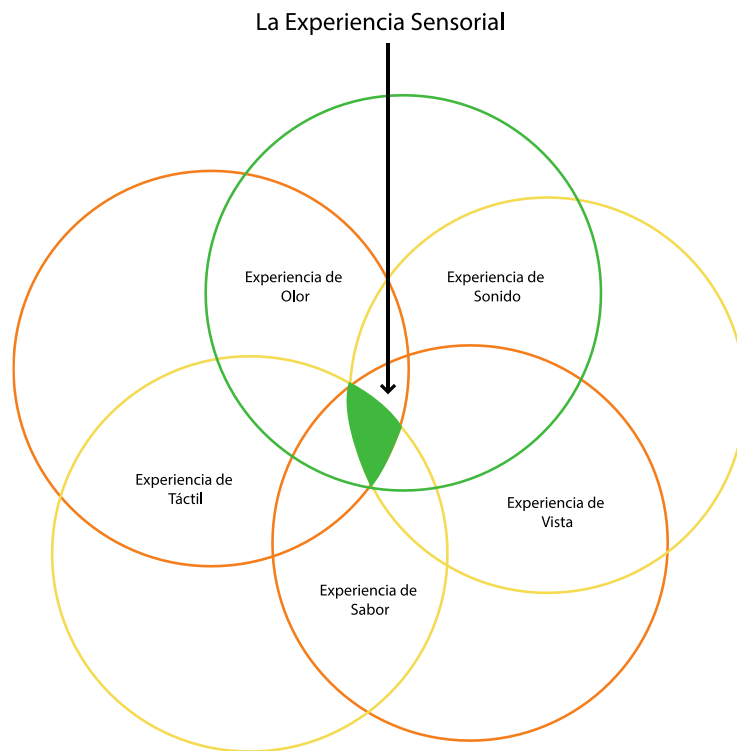 La Experiencia Sensorial
Experiencia de
Olor
Experiencia de
Sonido
Experiencia de
Táctil
Experiencia de
Vista
Experiencia de
Sabor